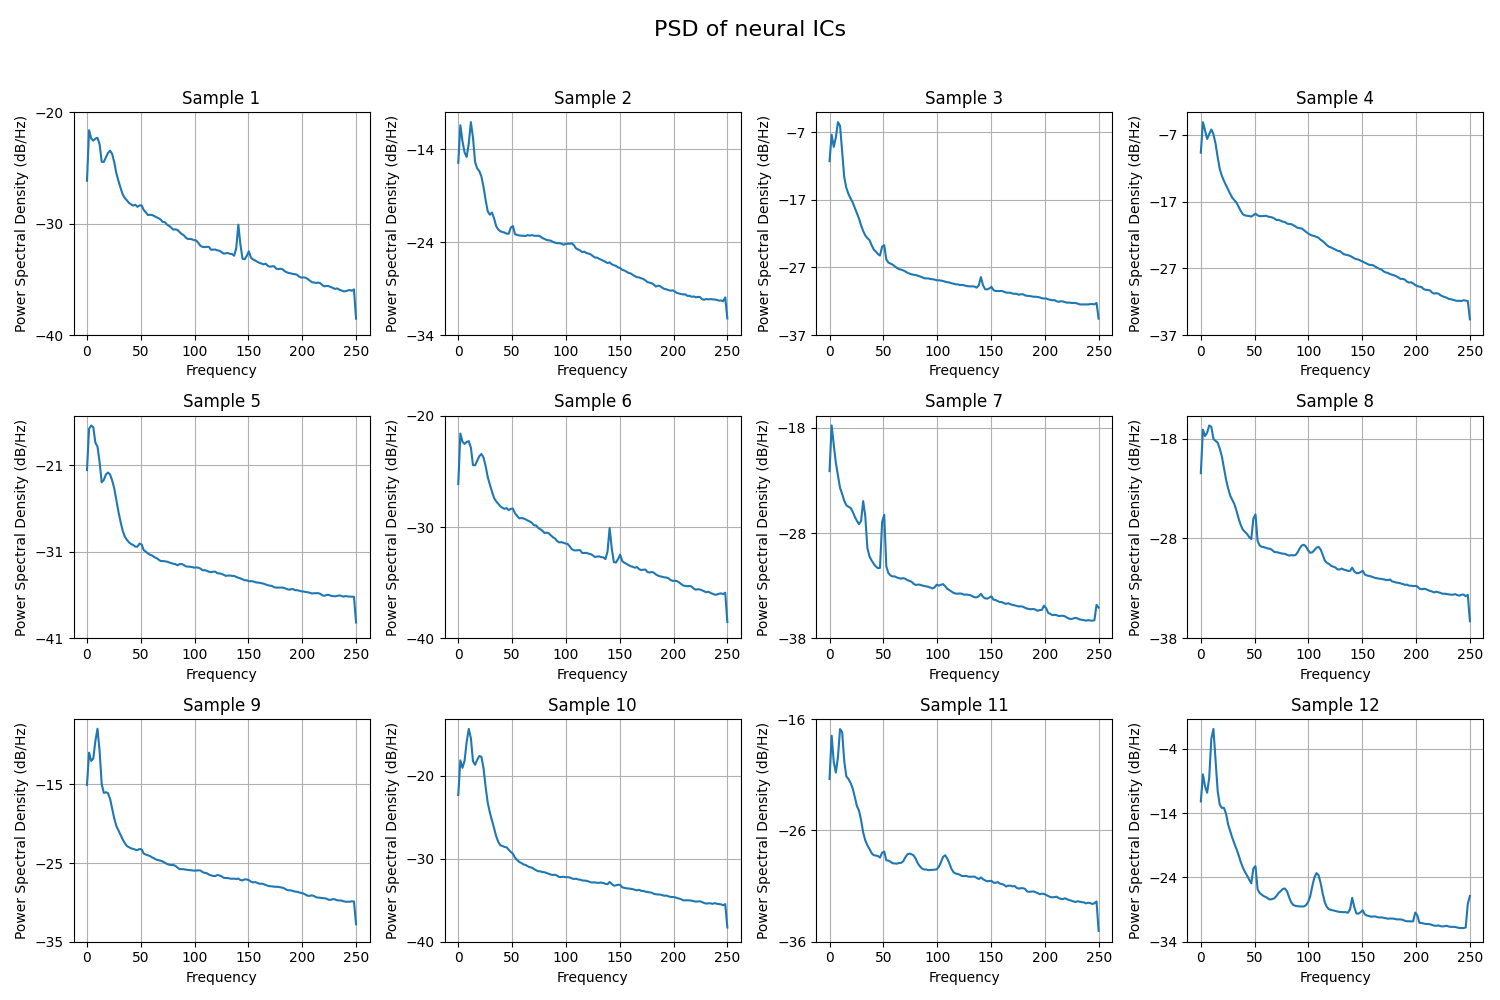 PSD of neural ICs
Sample 1
Power Spectral Density (dB/Hz)
−20
−30
−40
0 50 100 150 200 250
Frequency
Sample 2
Power Spectral Density (dB/Hz)
−14
−24
−34
0 50 100 150 200 250
Frequency
Sample 3
Power Spectral Density (dB/Hz)
−7
−17
−27
−37
0 50 100 150 200 250
Frequency
Sample 4
Power Spectral Density (dB/Hz)
−7
−17
−27
−37
0 50 100 150 200 250
Frequency
Sample 5
Power Spectral Density (dB/Hz)
−21
−31
−41
0 50 100 150 200 250
Frequency
Sample 6
Power Spectral Density (dB/Hz)
−20
−30
−40
0 50 100 150 200 250
Frequency
Sample 7
Power Spectral Density (dB/Hz)
−18
−28
−38
0 50 100 150 200 250
Frequency
Sample 8
Power Spectral Density (dB/Hz)
−18
−28
−38
0 50 100 150 200 250
Frequency
Sample 9
Power Spectral Density (dB/Hz)
−15
−25
−35
0 50 100 150 200 250
Frequency
Sample 10
Power Spectral Density (dB/Hz)
−20
−30
−40
0 50 100 150 200 250
Frequency
Sample 11
Power Spectral Density (dB/Hz)
−16
−26
−36
0 50 100 150 200 250
Frequency
Sample 12
Power Spectral Density (dB/Hz)
−4
−14
−24
−34
0 50 100 150 200 250
Frequency